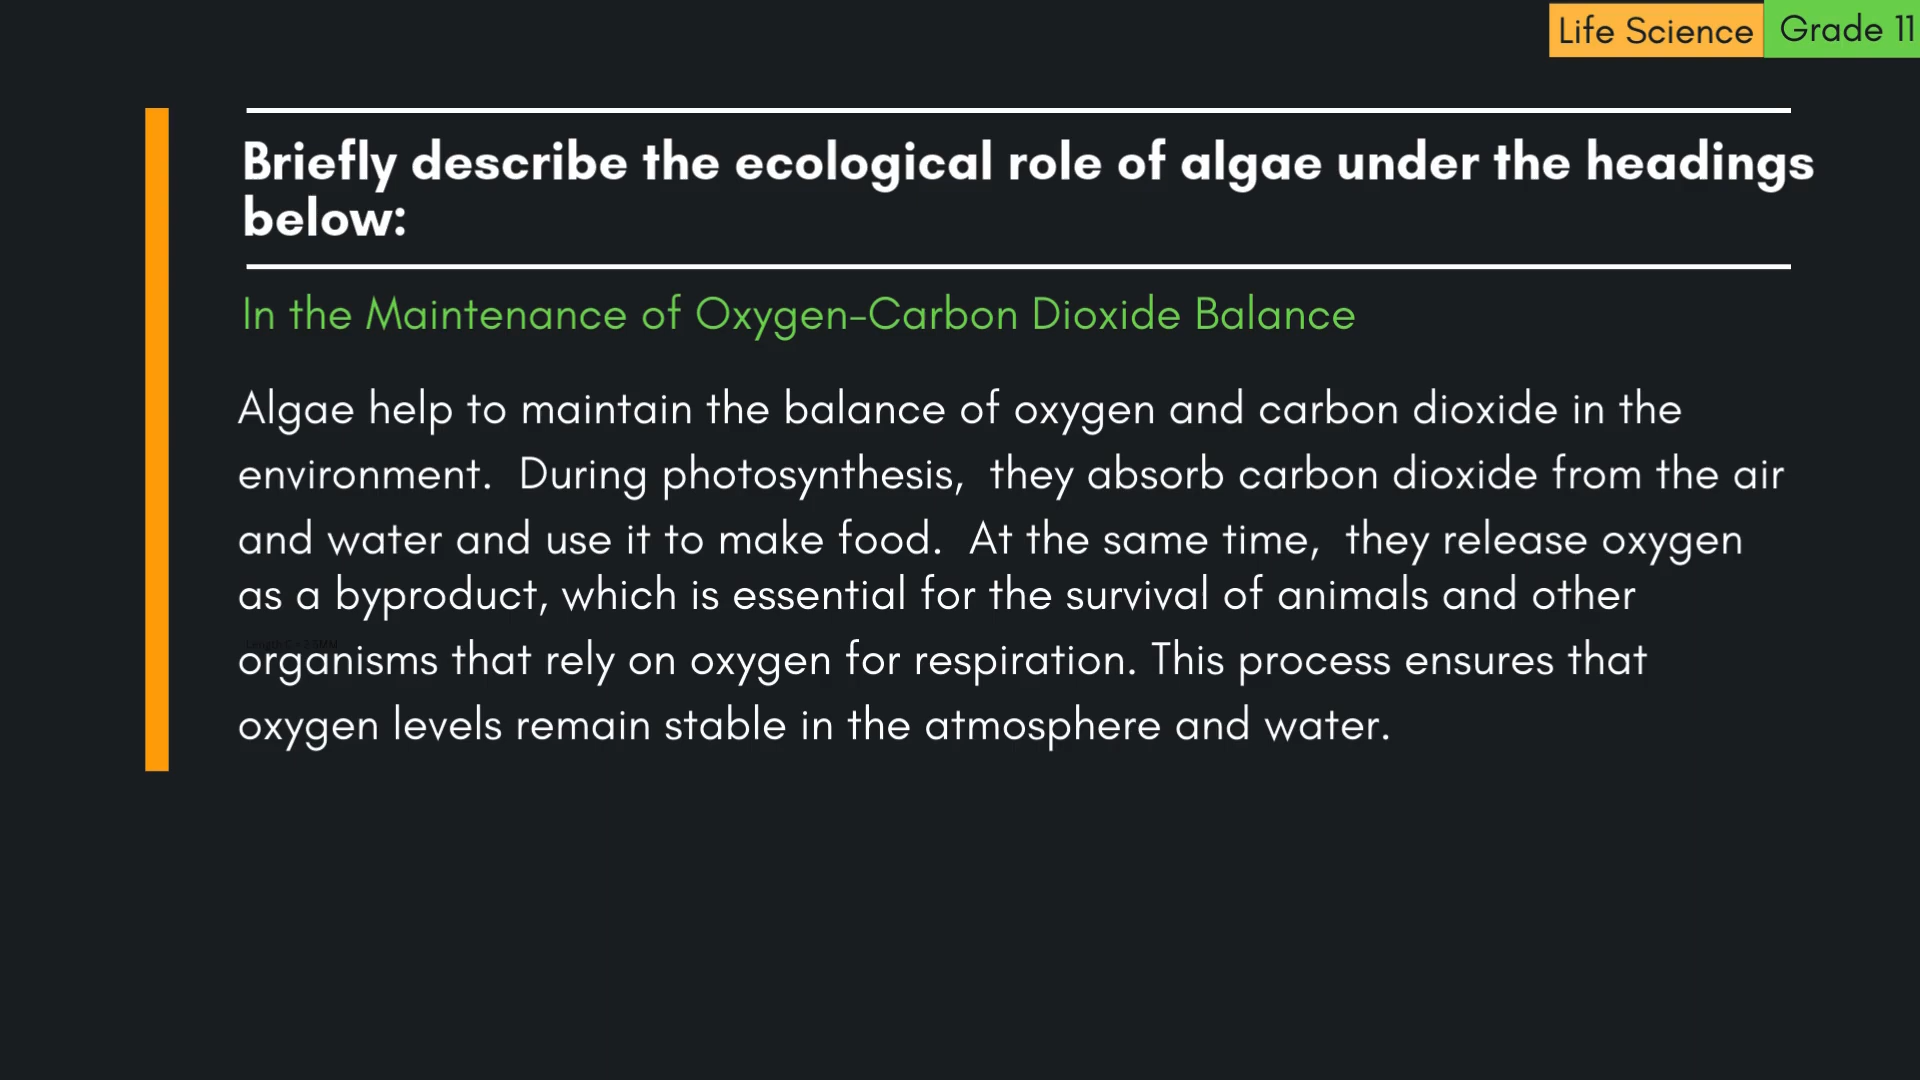 Life Science Grade 11
Briefly describe the ecological role of algae under the headings
below:
In the Maintenance of Oxygen-Carbon Dioxide Balance
Algae help to maintain the balance of oxygen and carbon dioxide in the
environment. During photosynthesis, they absorb carbon dioxide from the air
and water and use it to make food. At the same time, they release oxygen
as a byproduct, which is essential for the survival of animals and other
organisms that rely on oxygen for respiration. This process ensures that
oxygen levels remain stable in the atmosphere and water.